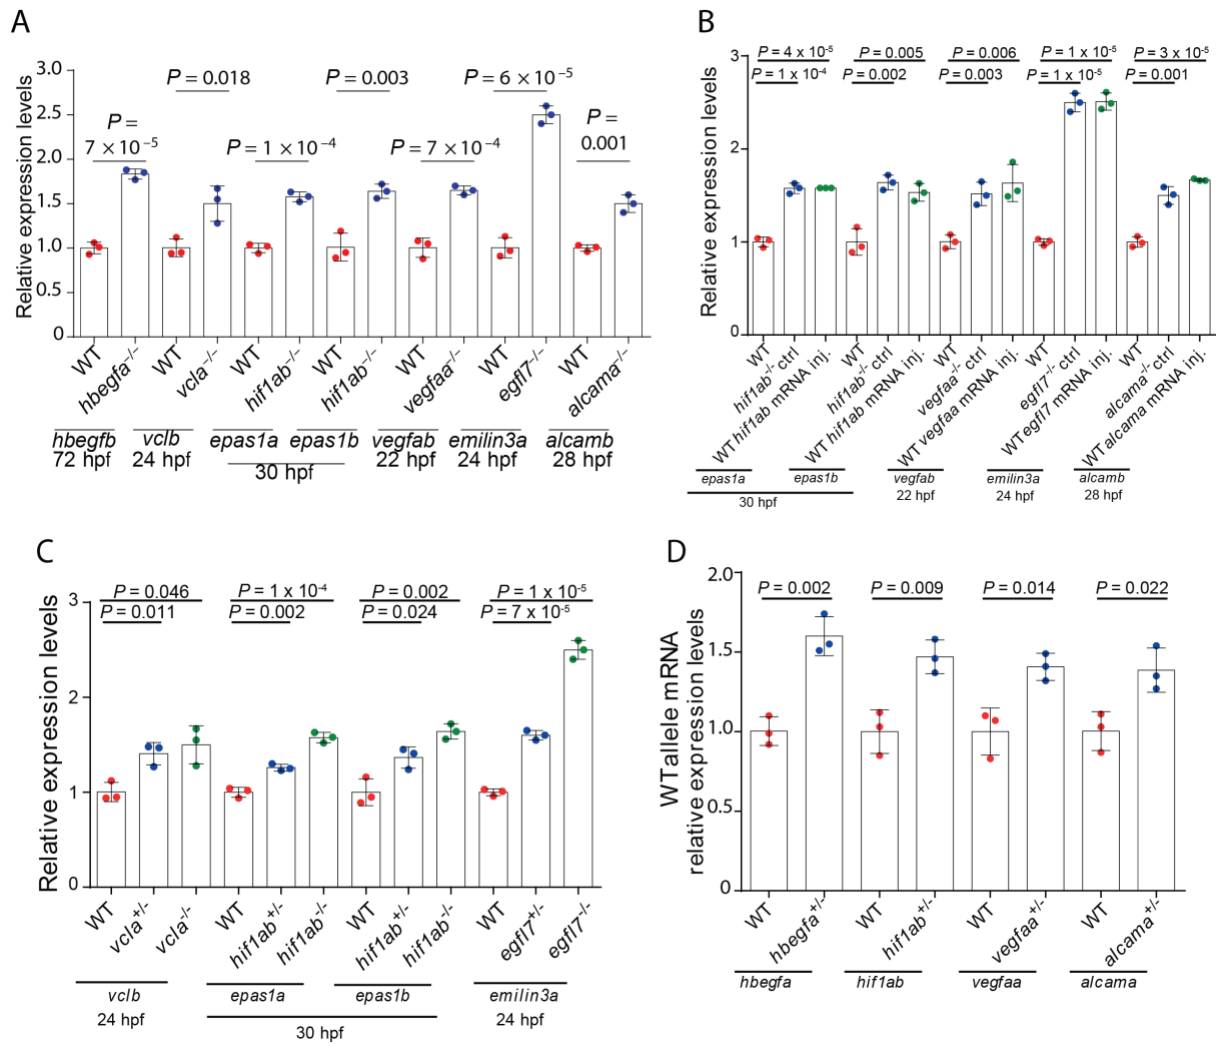 A
Relative expression levels
3.0
2.5
2.0
1.5
1.0
0.5
0
P =
7 × 10⁻⁵
P = 0.018
P = 1 × 10⁻⁴
P = 0.003
P = 7 × 10⁻⁴
P = 6 × 10⁻⁵
P =
0.001
WT
hbegfa⁻/⁻
WT
vcla⁻/⁻
WT
hif1ab⁻/⁻
WT
hif1ab⁻/⁻
WT
vegfaa⁻/⁻
WT
egfl7⁻/⁻
WT
alcama⁻/⁻
hbegfb
72 hpf
vclb
24 hpf
epas1a
epas1b
30 hpf
vegfab
22 hpf
emilin3a
24 hpf
alcamb
28 hpf
B
Relative expression levels
3
2
1
0
P = 4 x 10⁻⁵
P = 1 x 10⁻⁴
P = 0.005
P = 0.002
P = 0.006
P = 0.003
P = 1 x 10⁻⁵
P = 1 x 10⁻⁵
P = 3 x 10⁻⁵
P = 0.001
WT
hif1ab⁻/⁻ ctrl
WT hif1ab mRNA inj.
WT
hif1ab⁻/⁻ ctrl
WT hif1ab mRNA inj.
WT
vegfaa⁻/⁻ ctrl
WT vegfaa mRNA inj.
WT
egfl7⁻/⁻ ctrl
WT egfl7 mRNA inj.
WT
alcama⁻/⁻ ctrl
WT alcama mRNA inj.
epas1a
epas1b
30 hpf
vegfab
22 hpf
emilin3a
24 hpf
alcamb
28 hpf
C
Relative expression levels
3
2
1
0
P = 0.046
P = 0.011
P = 1 x 10⁻⁴
P = 0.002
P = 0.002
P = 0.024
P = 1 x 10⁻⁵
P = 7 x 10⁻⁵
WT
vcla⁺/⁻
vcla⁻/⁻
WT
hif1ab⁺/⁻
hif1ab⁻/⁻
WT
hif1ab⁺/⁻
hif1ab⁻/⁻
WT
egfl7⁺/⁻
egfl7⁻/⁻
vclb
24 hpf
epas1a
epas1b
30 hpf
emilin3a
24 hpf
D
WT allele mRNA
relative expression levels
2.0
1.5
1.0
0.5
0
P = 0.002
P = 0.009
P = 0.014
P = 0.022
WT
hbegfa⁺/⁻
WT
hif1ab⁺/⁻
WT
vegfaa⁺/⁻
WT
alcama⁺/⁻
hbegfa
hif1ab
vegfaa
alcama